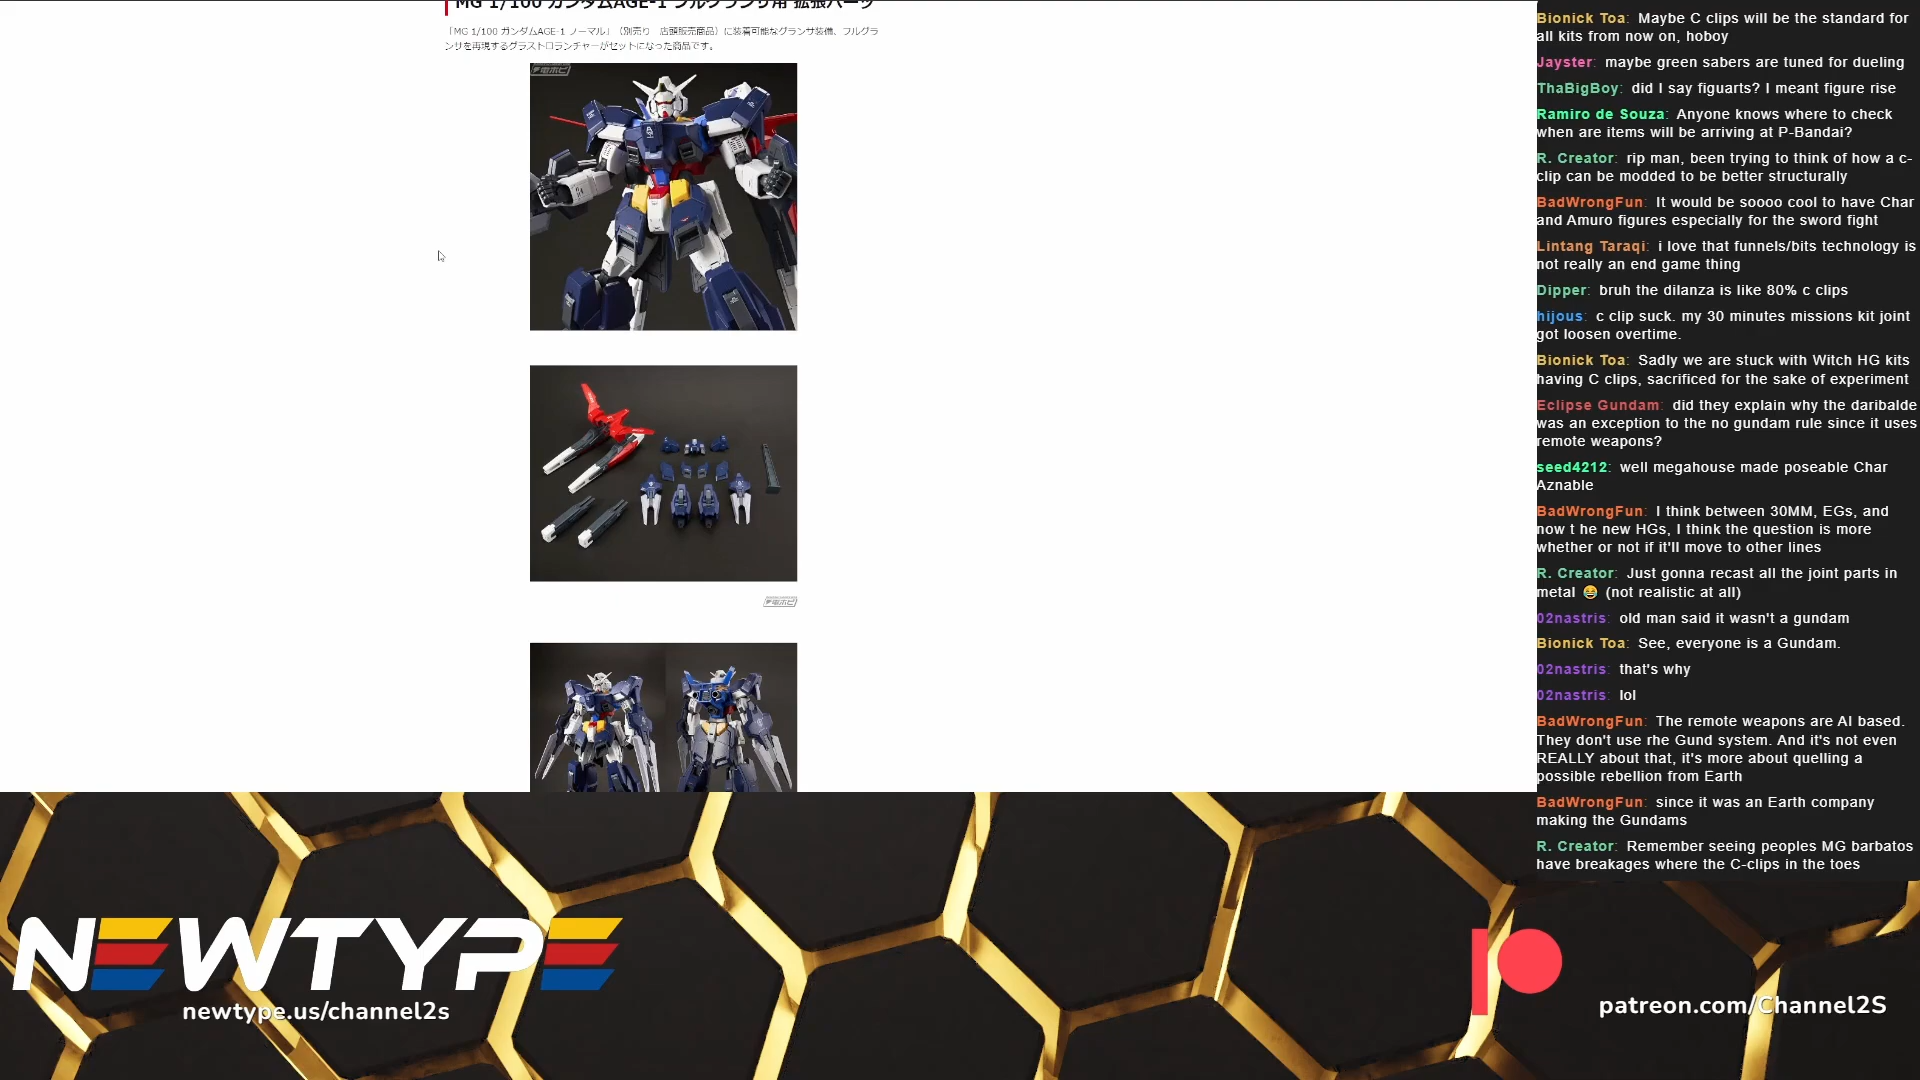 MG 1/100 ガンダムAGE-1 フルグランサ用 拡張パーツ
「MG 1/100 ガンダムAGE-1 ノーマル」（別売り　店頭販売商品）に装着可能なグランサ装備、フルグラ
ンサを再現するグラストロランチャーがセットになった商品です。
電ホビ
電ホビ
Bionick Toa: Maybe C clips will be the standard for
all kits from now on, hoboy
Jayster: maybe green sabers are tuned for dueling
ThaBigBoy: did I say figuarts? I meant figure rise
Ramiro de Souza: Anyone knows where to check
when are items will be arriving at P-Bandai?
R. Creator: rip man, been trying to think of how a c-
clip can be modded to be better structurally
BadWrongFun: It would be soooo cool to have Char
and Amuro figures especially for the sword fight
Lintang Taraqi: i love that funnels/bits technology is
not really an end game thing
Dipper: bruh the dilanza is like 80% c clips
hijous: c clip suck. my 30 minutes missions kit joint
got loosen overtime.
Bionick Toa: Sadly we are stuck with Witch HG kits
having C clips, sacrificed for the sake of experiment
Eclipse Gundam: did they explain why the daribalde
was an exception to the no gundam rule since it uses
remote weapons?
seed4212: well megahouse made poseable Char
Aznable
BadWrongFun: I think between 30MM, EGs, and
now t he new HGs, I think the question is more
whether or not if it'll move to other lines
R. Creator: Just gonna recast all the joint parts in
metal 😂 (not realistic at all)
02nastris: old man said it wasn't a gundam
Bionick Toa: See, everyone is a Gundam.
02nastris: that's why
02nastris: lol
BadWrongFun: The remote weapons are AI based.
They don't use rhe Gund system. And it's not even
REALLY about that, it's more about quelling a
possible rebellion from Earth
BadWrongFun: since it was an Earth company
making the Gundams
R. Creator: Remember seeing peoples MG barbatos
have breakages where the C-clips in the toes
NEWTYPE
newtype.us/channel2s
patreon.com/Channel2S